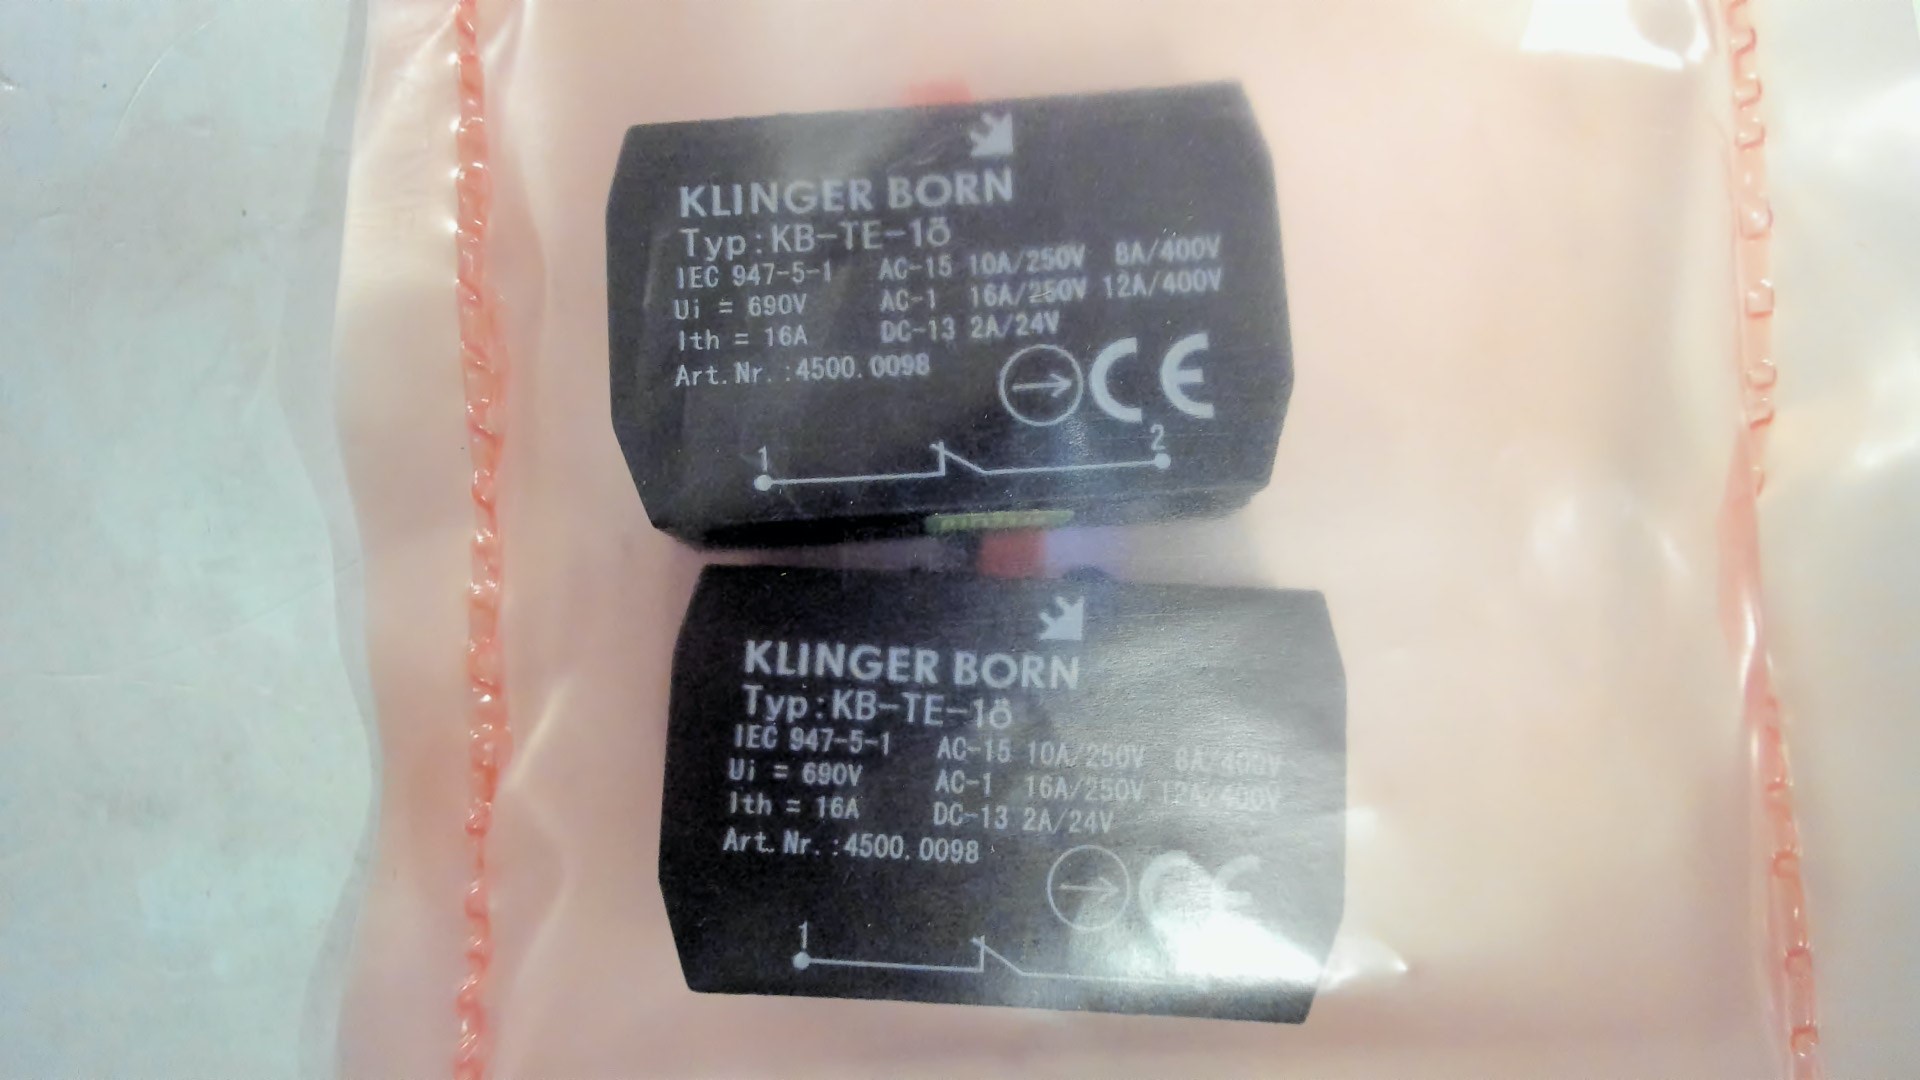 KLINGER BORN
Typ:KB-TE-1ö
IEC 947-5-1 AC-15 10A/250V 8A/400V
Ui = 690V AC-1 16A/250V 12A/400V
Ith = 16A DC-13 2A/24V
Art.Nr.:4500.0098
CE
1 2
KLINGER BORN
Typ:KB-TE-1ö
IEC 947-5-1 AC-15 10A/250V 8A/400V
Ui = 690V AC-1 16A/250V 12A/400V
Ith = 16A DC-13 2A/24V
Art.Nr.:4500.0098
CE
1